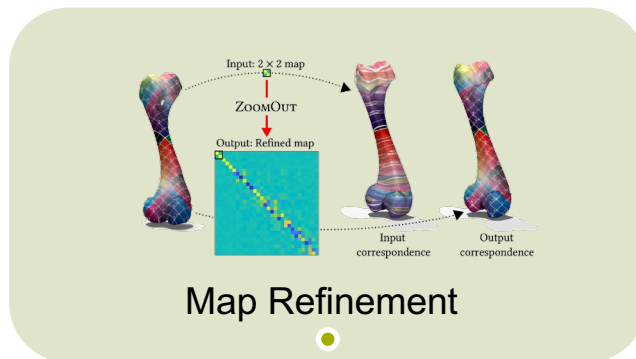 Input: 2 × 2 map
ZOOMOUT
Output: Refined map
Input
correspondence
Output
correspondence
Map Refinement